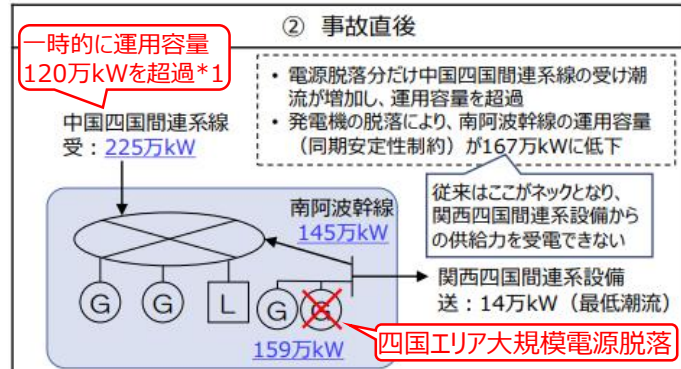 ② 事故直後
一時的に運用容量
120万kWを超過*1
・ 電源脱落分だけ中国四国間連系線の受け潮
流が増加し、運用容量を超過
・ 発電機の脱落により、南阿波幹線の運用容量
（同期安定性制約）が167万kWに低下
中国四国間連系線
受：225万kW
従来はここがネックとなり、
関西四国間連系設備から
の供給力を受電できない
南阿波幹線
145万kW
関西四国間連系設備
送：14万kW（最低潮流）
G
G
L
G
G
159万kW
四国エリア大規模電源脱落